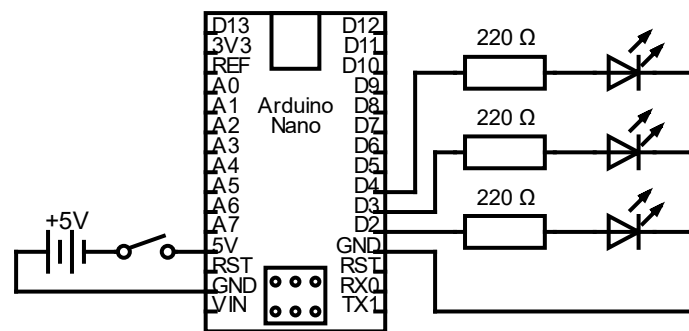 D13 D12
3V3 D11
REF D10
A0 D9
A1 Arduino D8
A2 Nano D7
A3 D6
A4 D5
A5 D4
A6 D3
A7 D2
5V GND
RST RST
GND RX0
VIN TX1
+5V
220 Ω
220 Ω
220 Ω